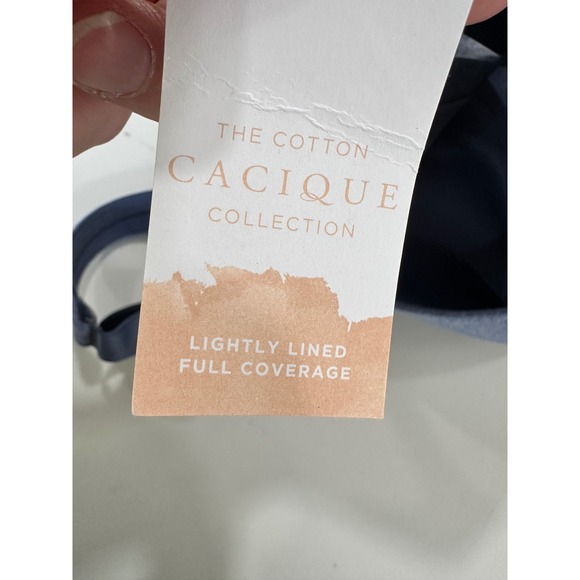 THE COTTON
CACIQUE
COLLECTION
LIGHTLY LINED
FULL COVERAGE